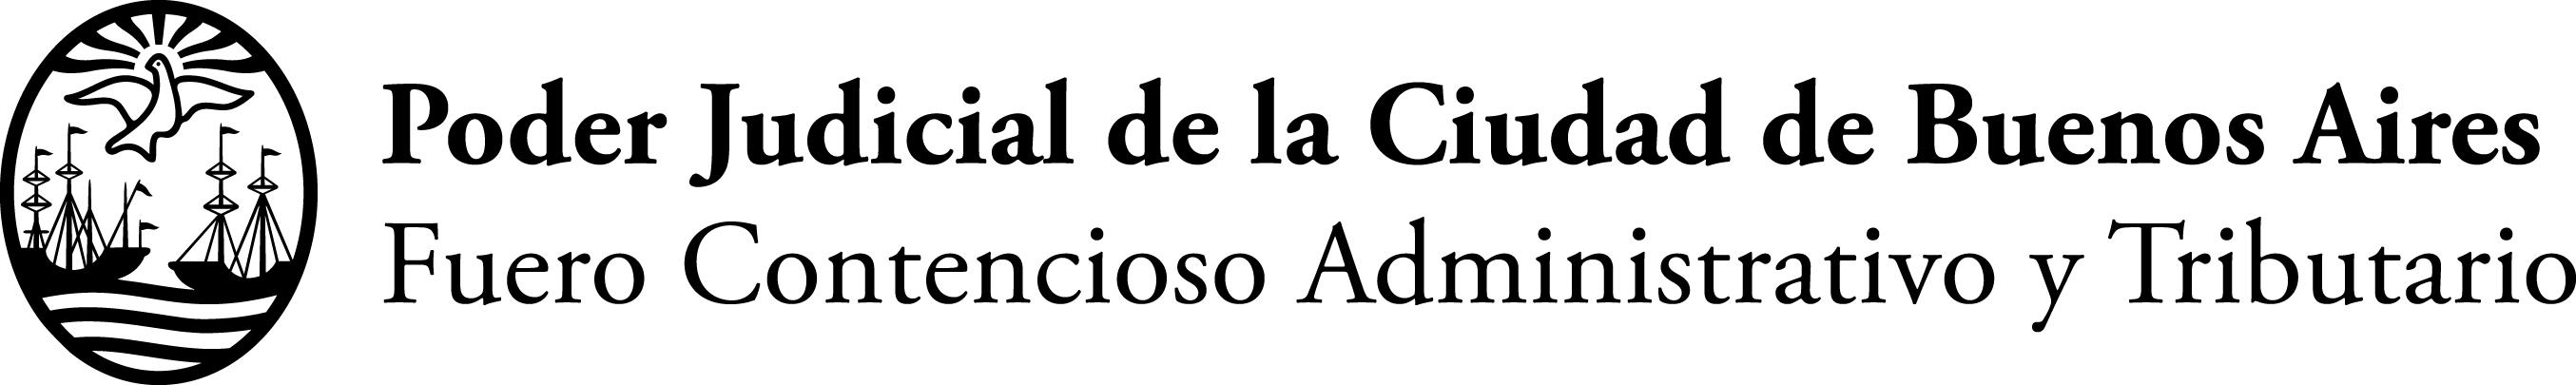 Poder Judicial de la Ciudad de Buenos Aires
Fuero Contencioso Administrativo y Tributario